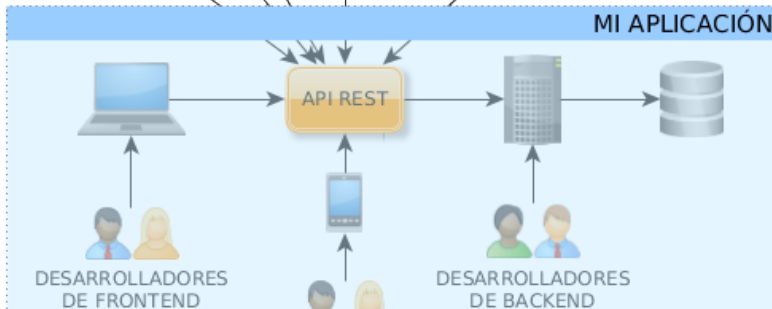 MI APLICACIÓN
API REST
DESARROLLADORES
DE FRONTEND
DESARROLLADORES
DE BACKEND